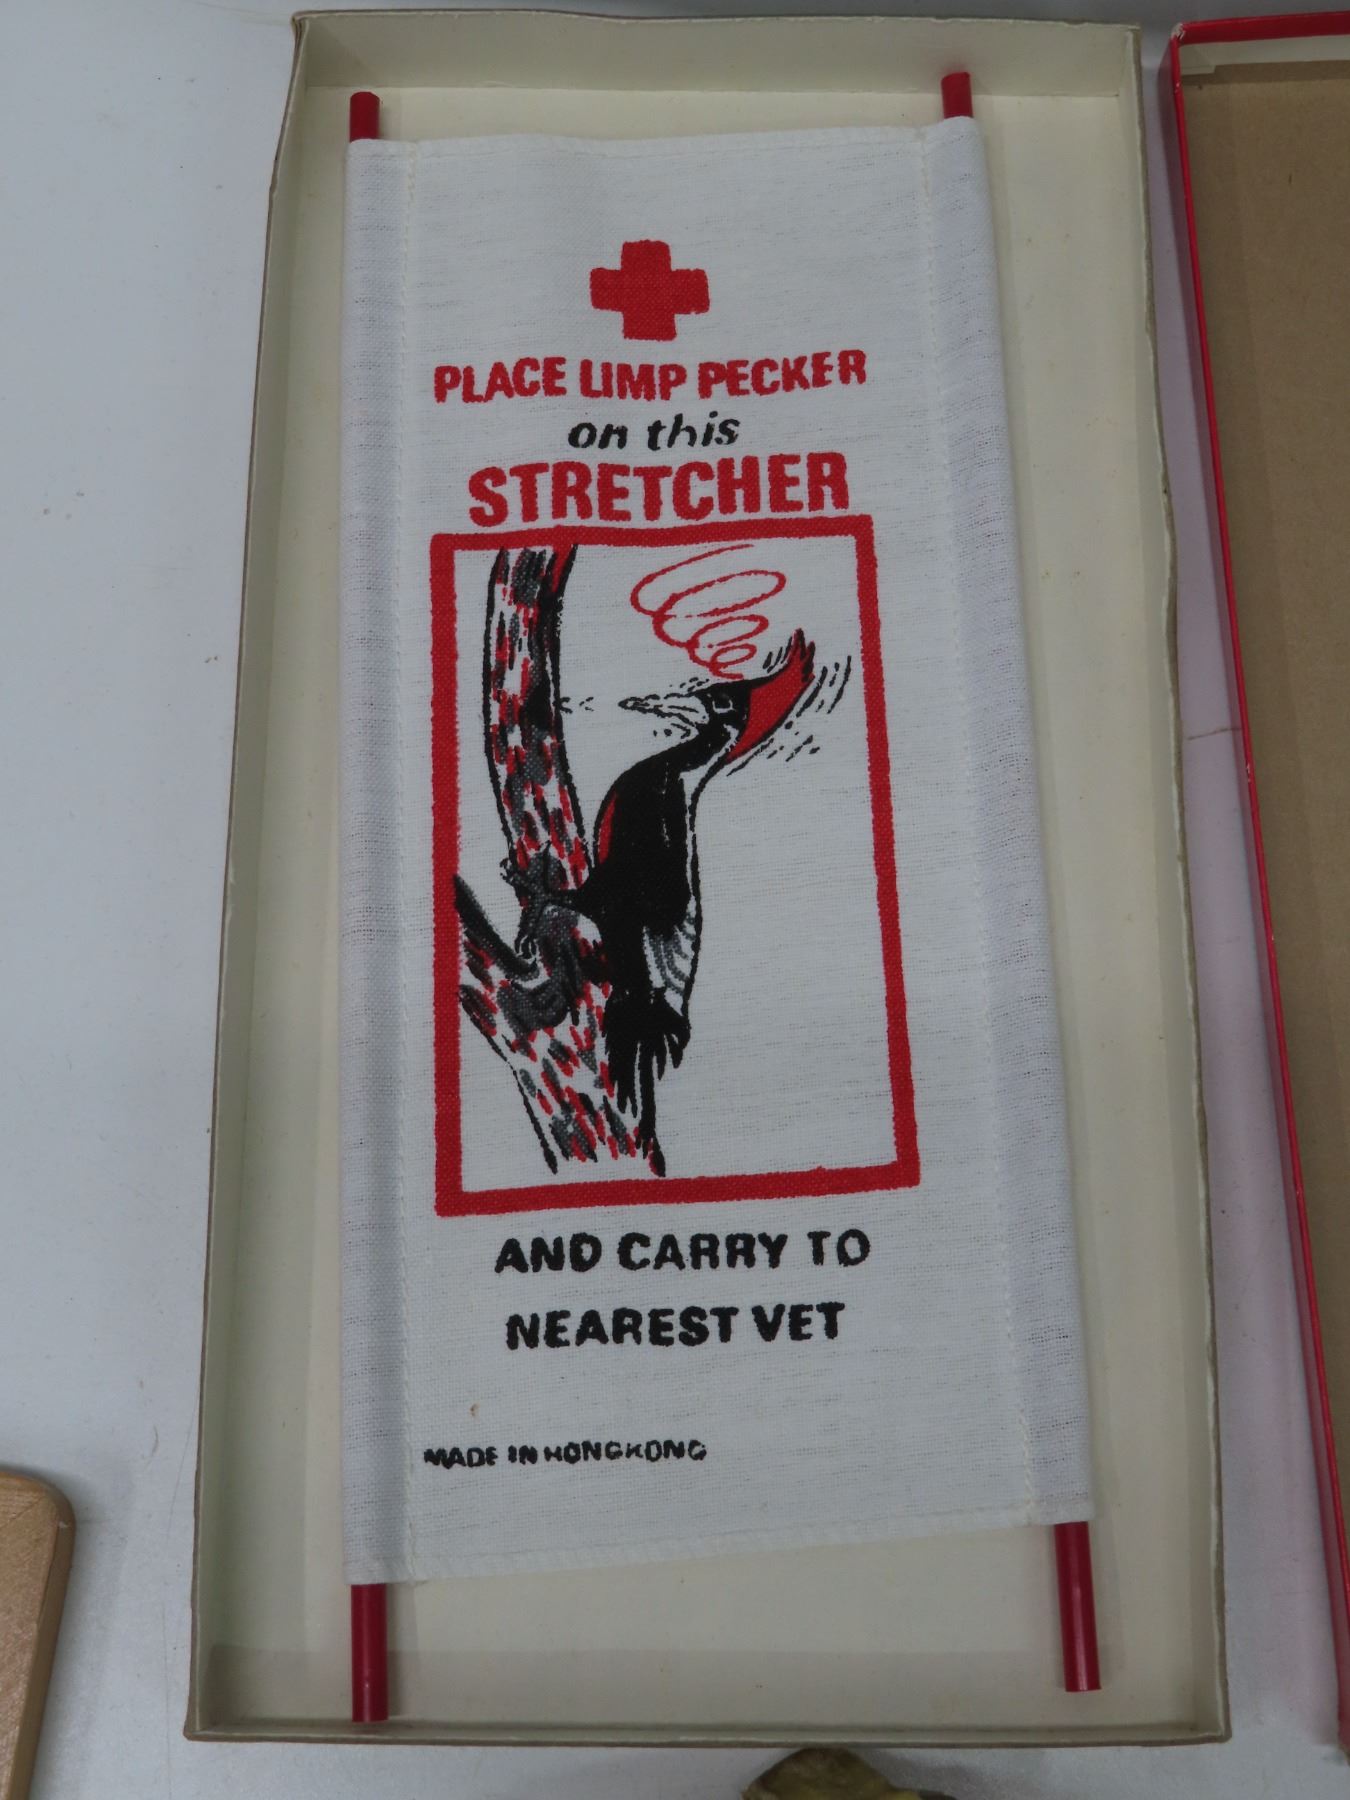 PLACE LIMP PECKER
on this
STRETCHER
AND CARRY TO
NEAREST VET
MADE IN HONGKONG